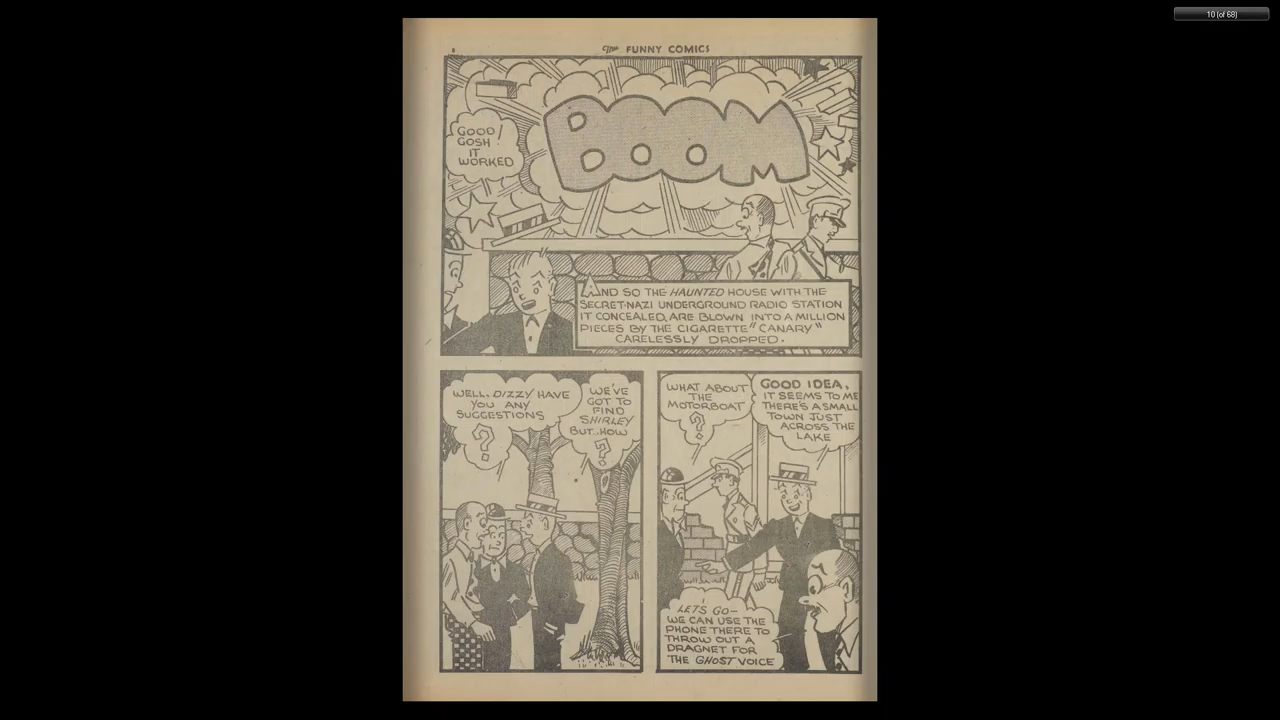 10 (of 68)
8
The FUNNY COMICS
BOOM
GOOD
GOSH!
IT
WORKED
AND SO THE HAUNTED HOUSE WITH THE
SECRET-NAZI UNDERGROUND RADIO STATION
IT CONCEALED, ARE BLOWN INTO A MILLION
PIECES BY THE CIGARETTE "CANARY"
CARELESSLY DROPPED.
WELL, DIZZY HAVE
YOU ANY
SUGGESTIONS
?
WE'VE
GOT TO
FIND
SHIRLEY
BUT..HOW
?
WHAT ABOUT
THE
MOTORBOAT
?
GOOD IDEA,
IT SEEMS TO ME
THERE'S A SMALL
TOWN JUST
ACROSS THE
LAKE
LETS GO-
WE CAN USE THE
PHONE THERE TO
THROW OUT A
DRAGNET FOR
THE GHOST VOICE